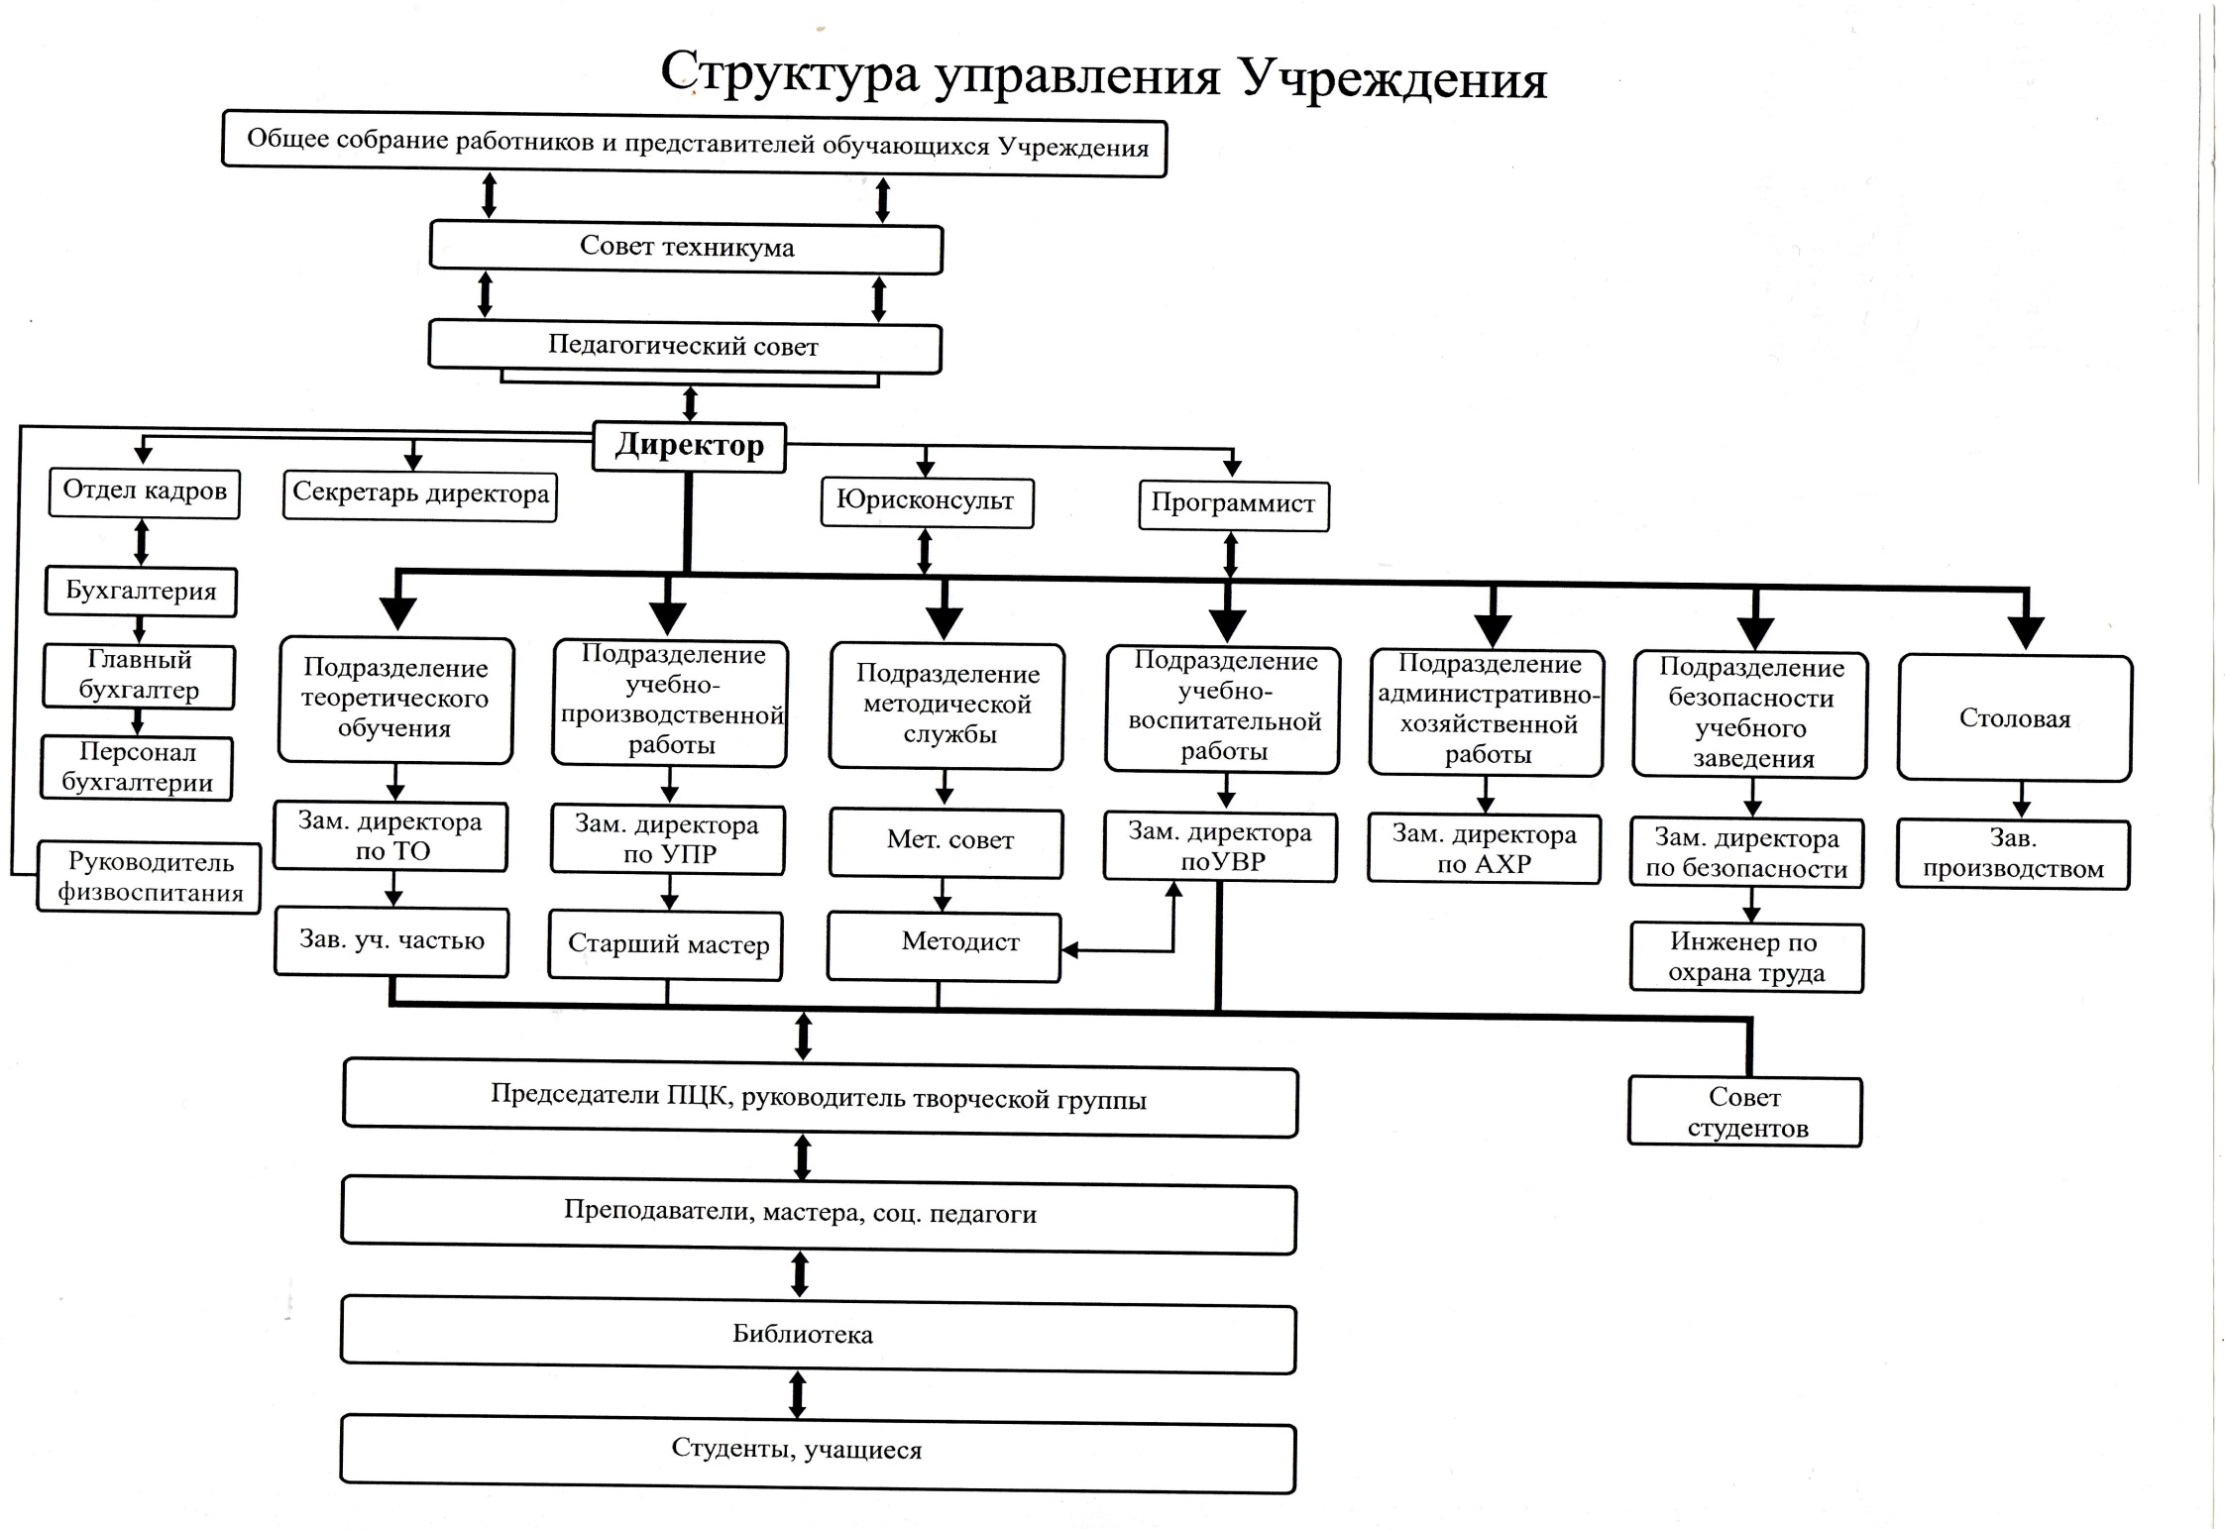 Структура управления Учреждения
Общее собрание работников и представителей обучающихся Учреждения
Совет техникума
Педагогический совет
Директор
Отдел кадров
Секретарь директора
Юрисконсульт
Программист
Бухгалтерия
Главный
бухгалтер
Персонал
бухгалтерии
Руководитель
физвоспитания
Подразделение
теоретического
обучения
Подразделение
учебно-
производственной
работы
Подразделение
методической
службы
Подразделение
учебно-
воспитательной
работы
Подразделение
административно-
хозяйственной
работы
Подразделение
безопасности
учебного
заведения
Столовая
Зам. директора
по ТО
Зам. директора
по УПР
Мет. совет
Зам. директора
поУВР
Зам. директора
по АХР
Зам. директора
по безопасности
Зав.
производством
Зав. уч. частью
Старший мастер
Методист
Инженер по
охрана труда
Председатели ПЦК, руководитель творческой группы
Совет
студентов
Преподаватели, мастера, соц. педагоги
Библиотека
Студенты, учащиеся